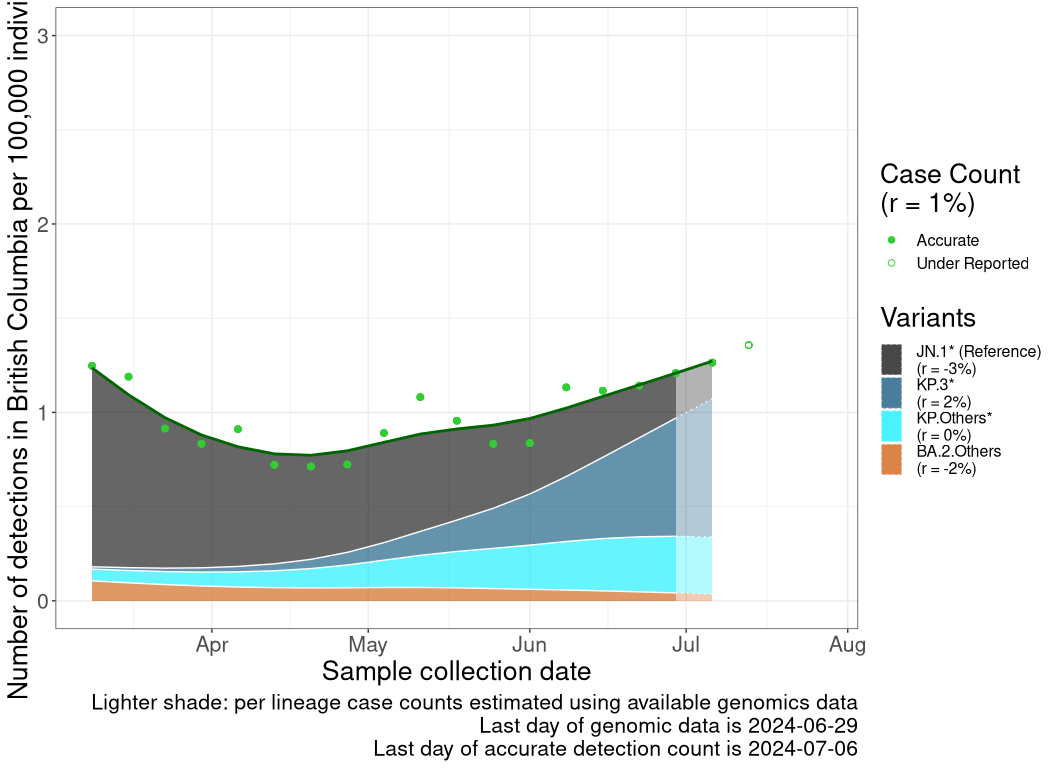 Number of detections in British Columbia per 100,000
3
2
1
0
Apr
May
Jun
Jul
Aug
Sample collection date
Case Count
(r = 1%)
Accurate
Under Reported
Variants
JN.1* (Reference)
(r = -3%)
KP.3*
(r = 2%)
KP.Others*
(r = 0%)
BA.2.Others
(r = -2%)
Lighter shade: per lineage case counts estimated using available genomics data
Last day of genomic data is 2024-06-29
Last day of accurate detection count is 2024-07-06